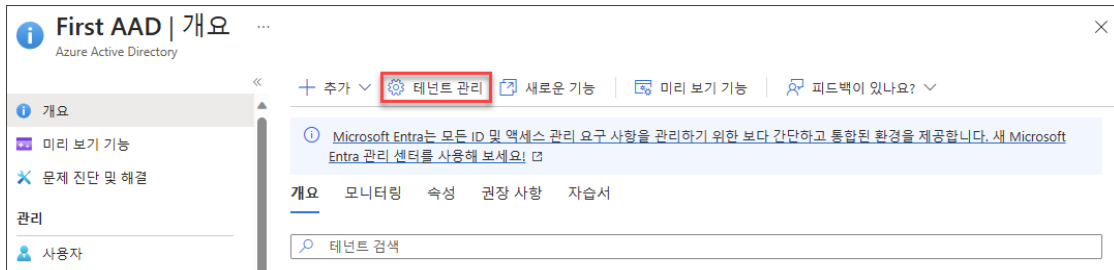 First AAD | 개요 ...
Azure Active Directory
«
개요
미리 보기 기능
문제 진단 및 해결
관리
사용자
추가 테넌트 관리 새로운 기능 미리 보기 기능 피드백이 있나요?
Microsoft Entra는 모든 ID 및 액세스 관리 요구 사항을 관리하기 위한 보다 간단하고 통합된 환경을 제공합니다. 새 Microsoft
Entra 관리 센터를 사용해 보세요!
개요 모니터링 속성 권장 사항 자습서
테넌트 검색